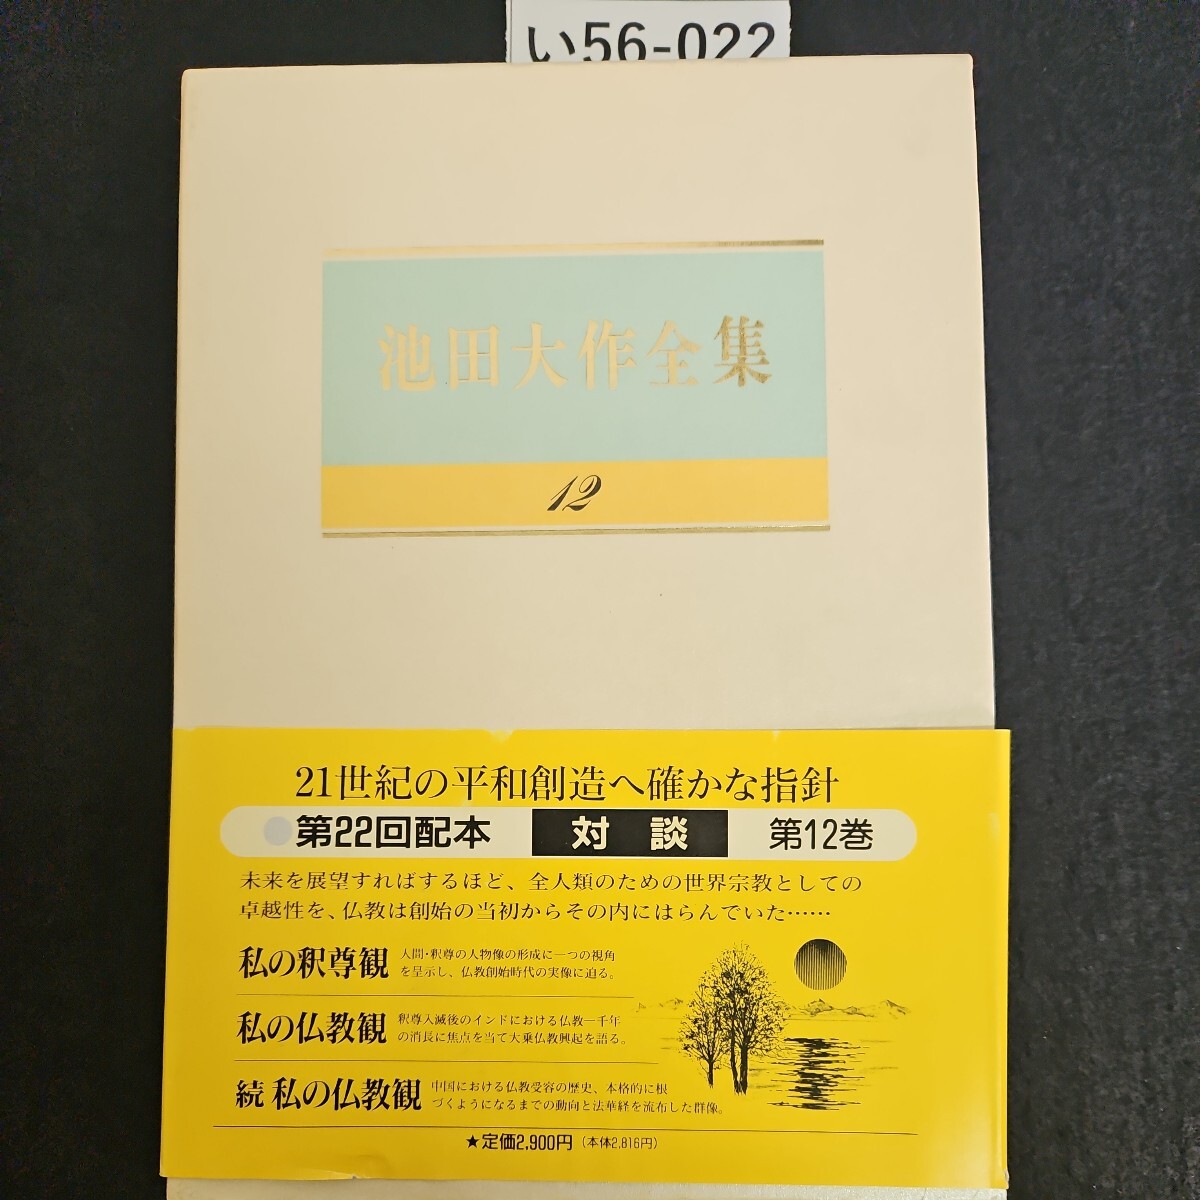 い56-022
池田大作全集
12
21世紀の平和創造へ確かな指針
第22回配本 対談 第12巻
未来を展望すればするほど、全人類のための世界宗教としての
卓越性を、仏教は創始の当初からその内にはらんでいた……
私の釈尊観 人間・釈尊の人物像の形成に一つの視角
を呈示し、仏教創始時代の実像に迫る。
私の仏教観 釈尊入滅後のインドにおける仏教一千年
の消長に焦点を当て大乗仏教興起を語る。
続 私の仏教観 中国における仏教受容の歴史、本格的に根
づくようになるまでの動向と法華経を流布した群像。
★定価2,900円（本体2,816円）